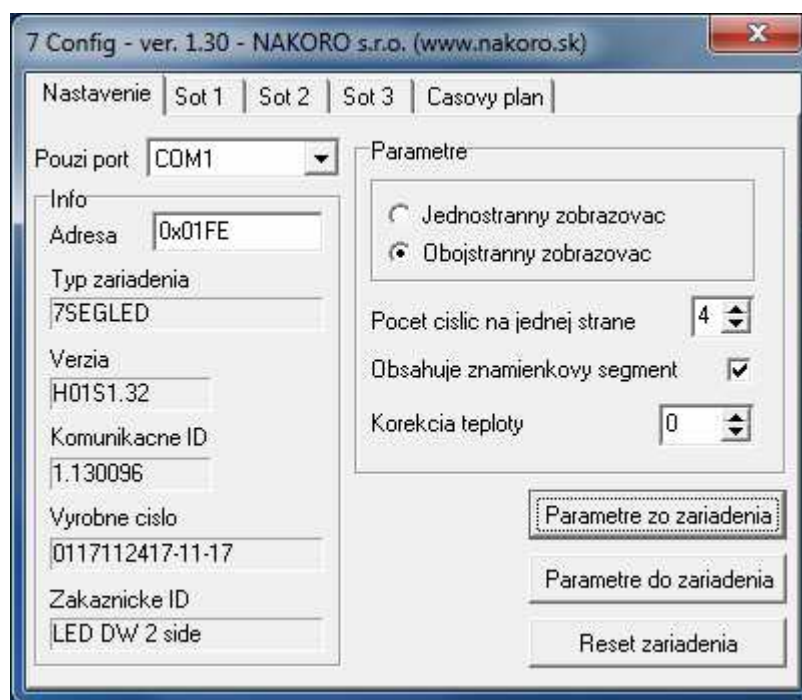 7 Config - ver. 1.30 - NAKORO s.r.o. (www.nakoro.sk)
Nastavenie Sot 1 Sot 2 Sot 3 Casovy plan
Pouzi port COM1
Info
Adresa 0x01FE
Typ zariadenia
7SEGLED
Verzia
H01S1.32
Komunikacne ID
1.130096
Vyrobne cislo
0117112417-11-17
Zakaznicke ID
LED DW 2 side
Parametre
Jednostranny zobrazovac
Obojstranny zobrazovac
Pocet cislic na jednej strane 4
Obsahuje znamienkovy segment
Korekcia teploty 0
Parametre zo zariadenia
Parametre do zariadenia
Reset zariadenia